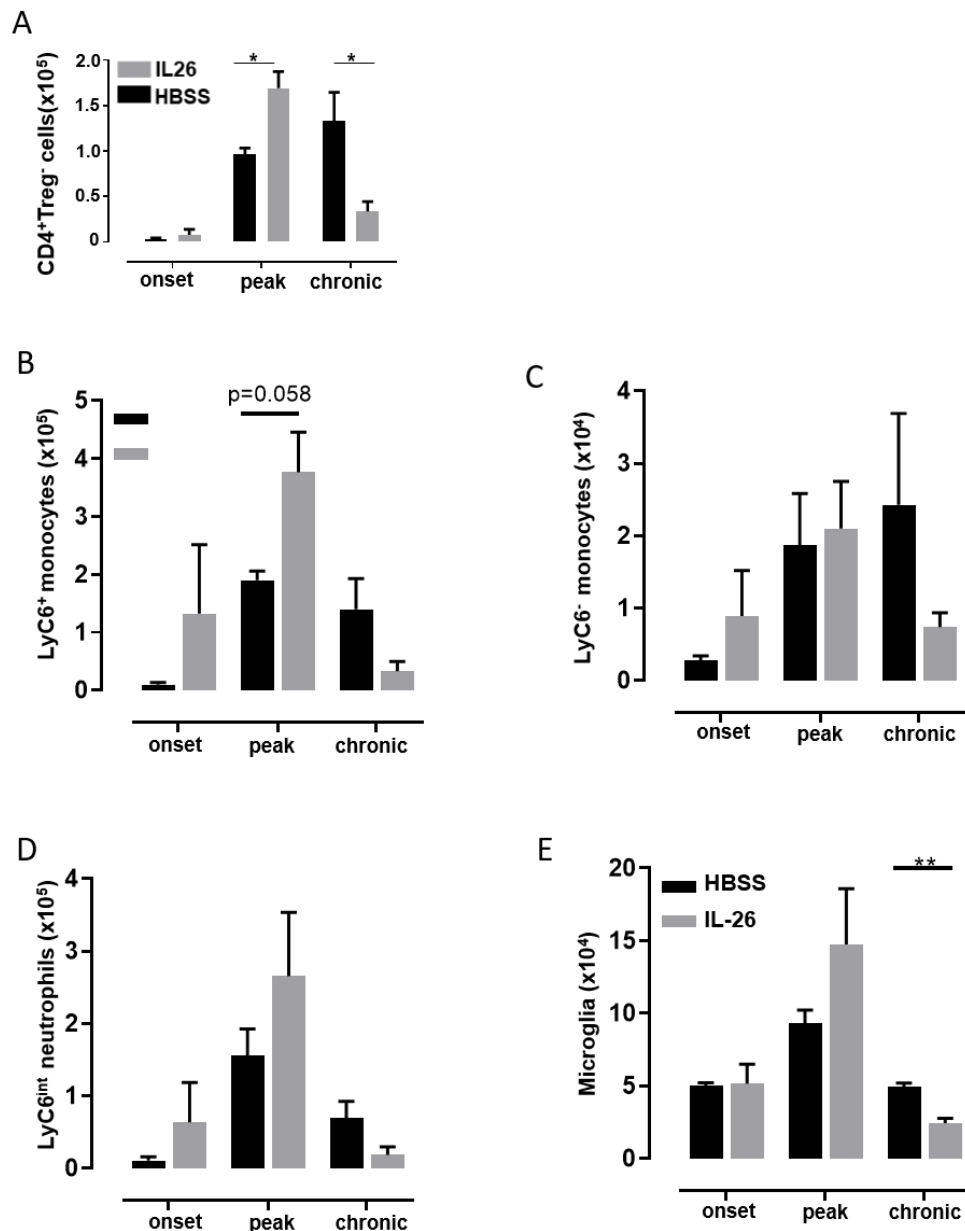 A
CD4⁺Treg⁻ cells(x10⁵)
2.0
1.5
1.0
0.5
0
IL26
HBSS
*
*
onset peak chronic
B
LyC6⁺ monocytes (x10⁵)
5
4
3
2
1
0
p=0.058
onset peak chronic
C
LyC6⁻ monocytes (x10⁴)
4
3
2
1
0
onset peak chronic
D
LyC6ⁱⁿᵗ neutrophils (x10⁵)
4
3
2
1
0
onset peak chronic
E
Microglia (x10⁴)
20
15
10
5
0
HBSS
IL-26
**
onset peak chronic